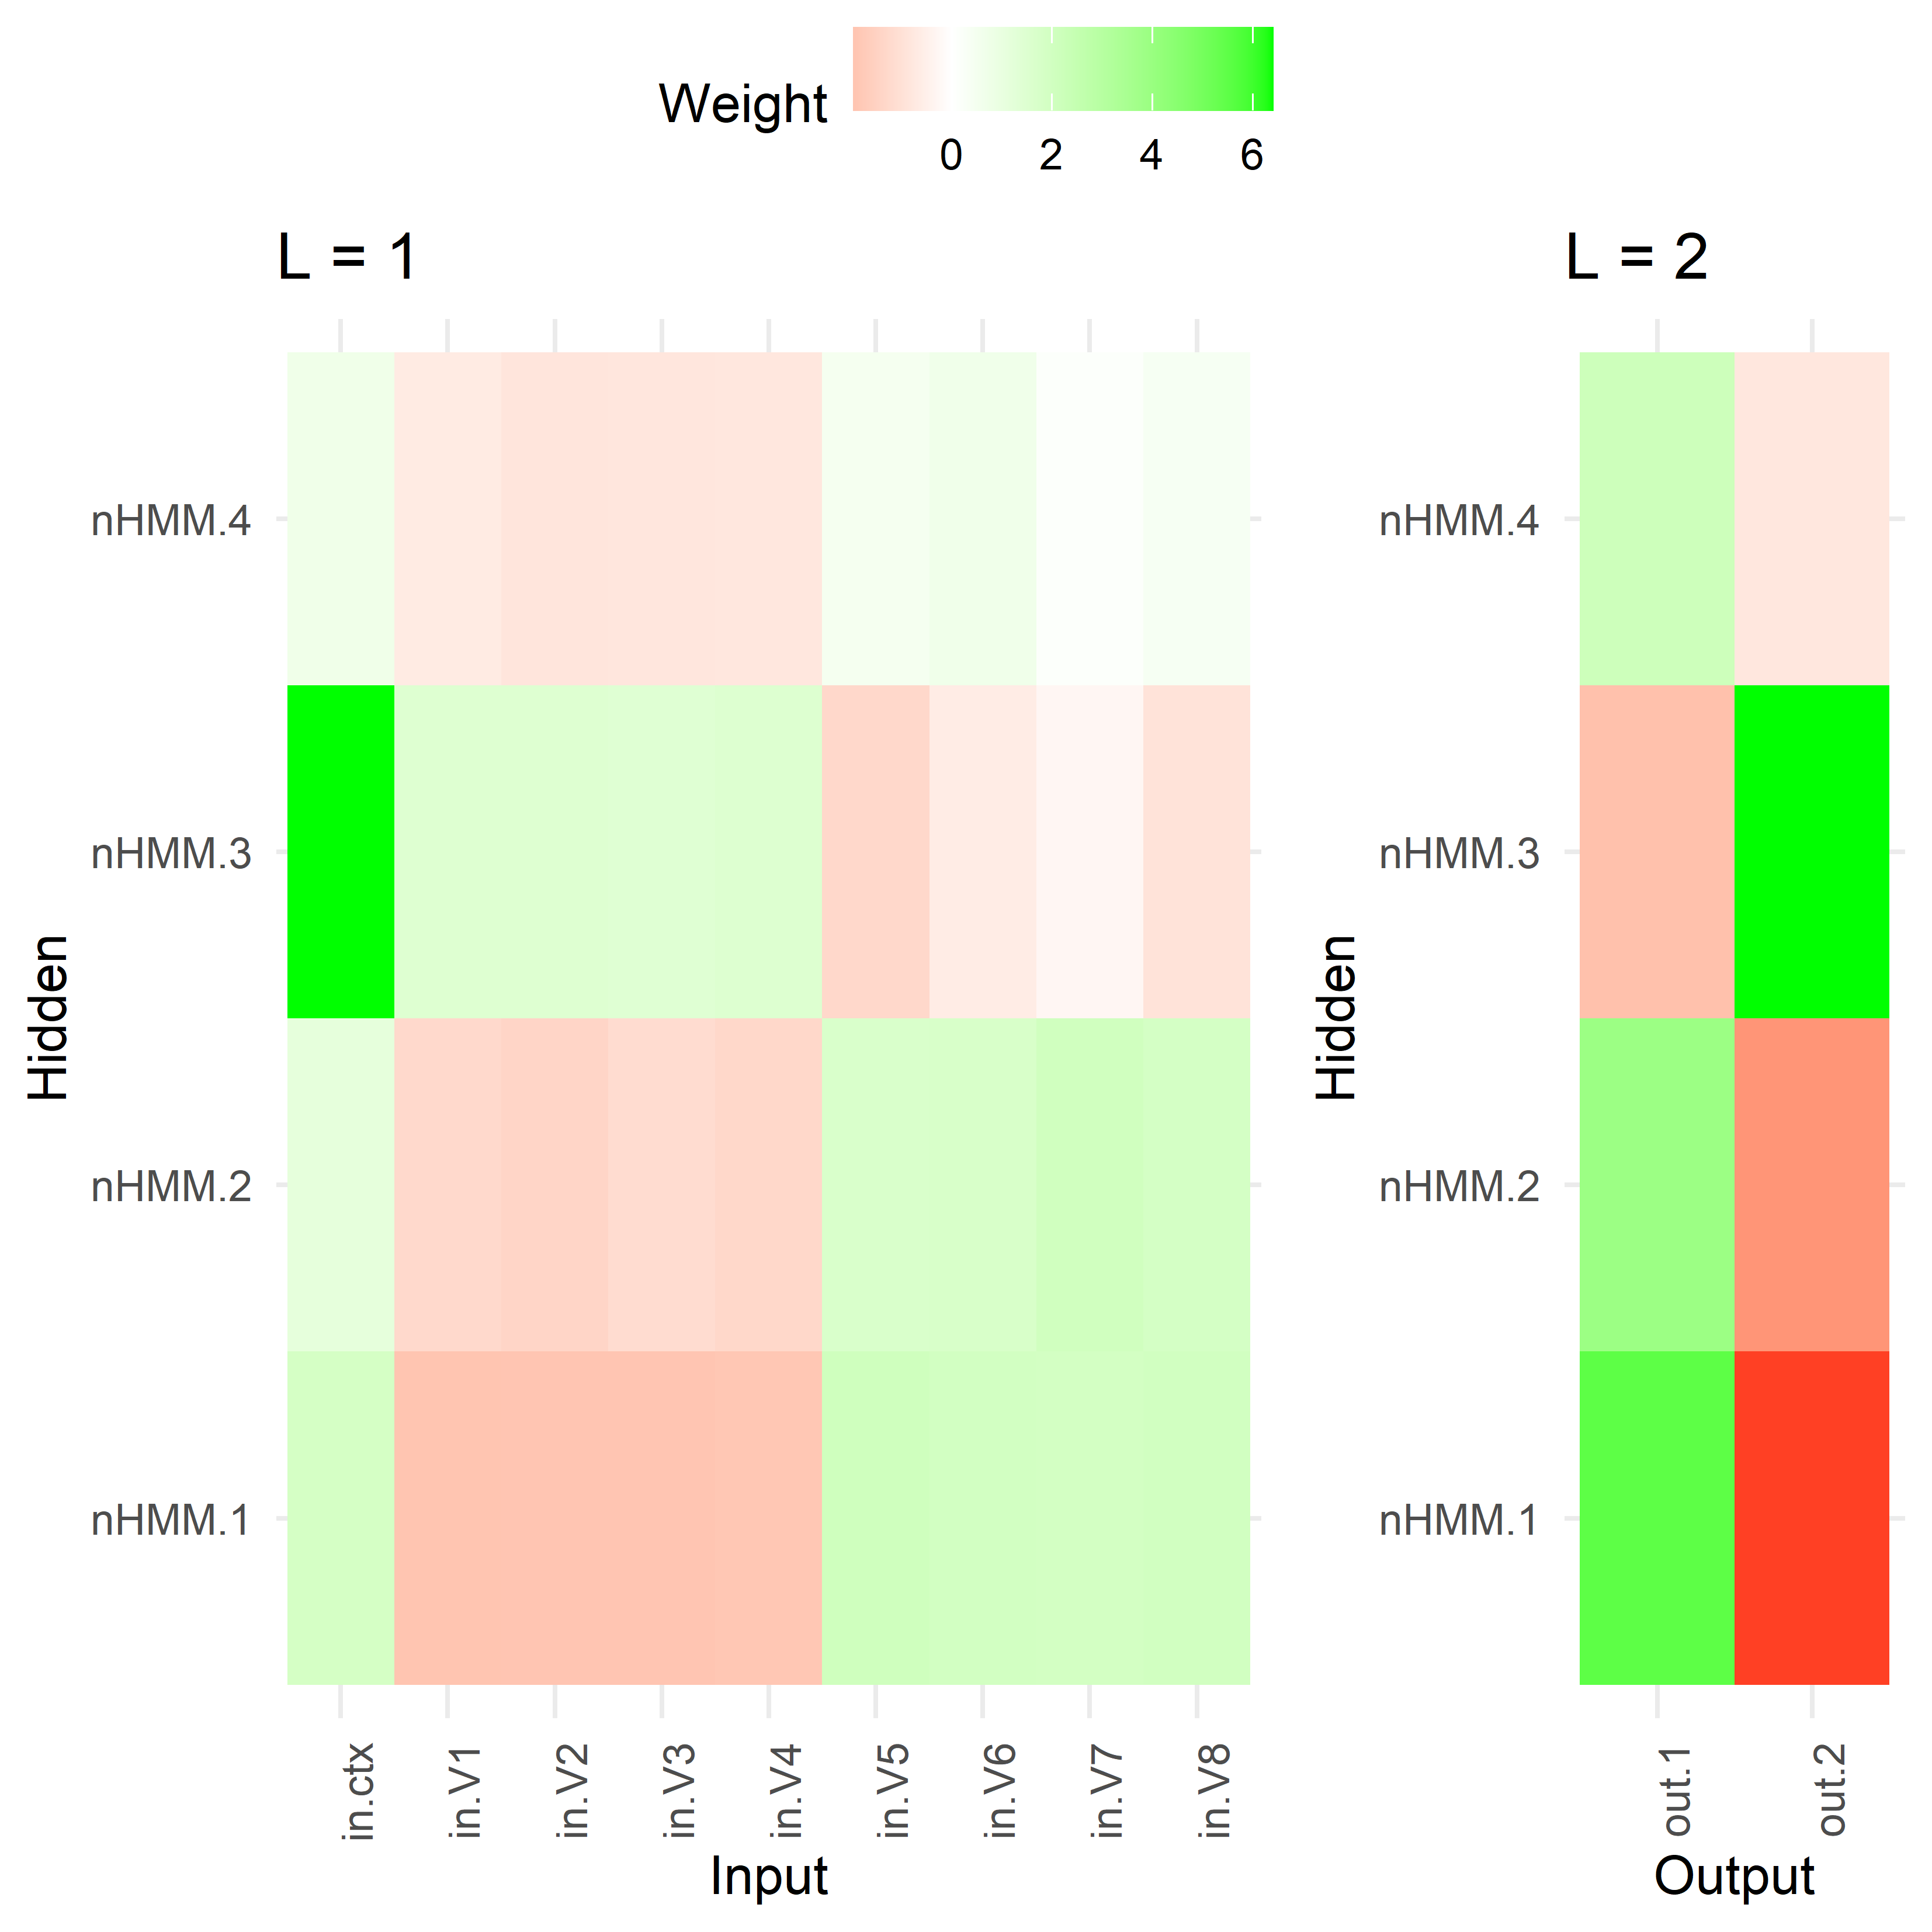 Weight
0 2 4 6
L = 1
L = 2
nHMM.4
nHMM.3
nHMM.2
nHMM.1
Hidden
in.ctx in.V1 in.V2 in.V3 in.V4 in.V5 in.V6 in.V7 in.V8
Input
nHMM.4
nHMM.3
nHMM.2
nHMM.1
Hidden
out.1 out.2
Output